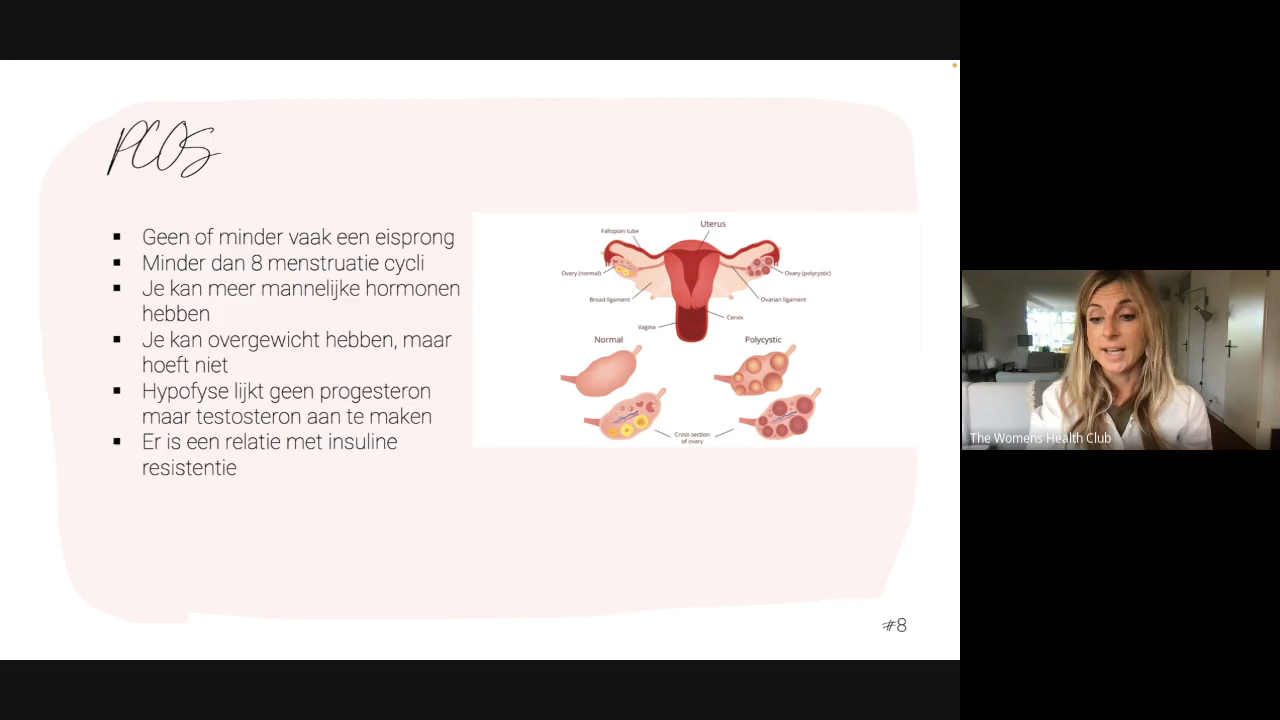 PCOS
▪ Geen of minder vaak een eisprong
▪ Minder dan 8 menstruatie cycli
▪ Je kan meer mannelijke hormonen
hebben
▪ Je kan overgewicht hebben, maar
hoeft niet
▪ Hypofyse lijkt geen progesteron
maar testosteron aan te maken
▪ Er is een relatie met insuline
resistentie
Uterus
Fallopian tube
Ovary (normal)
Ovary (polycystic)
Broad ligament
Ovarian ligament
Cervix
Vagina
Normal
Polycystic
Cross section
of ovary
#8
The Womens Health Club